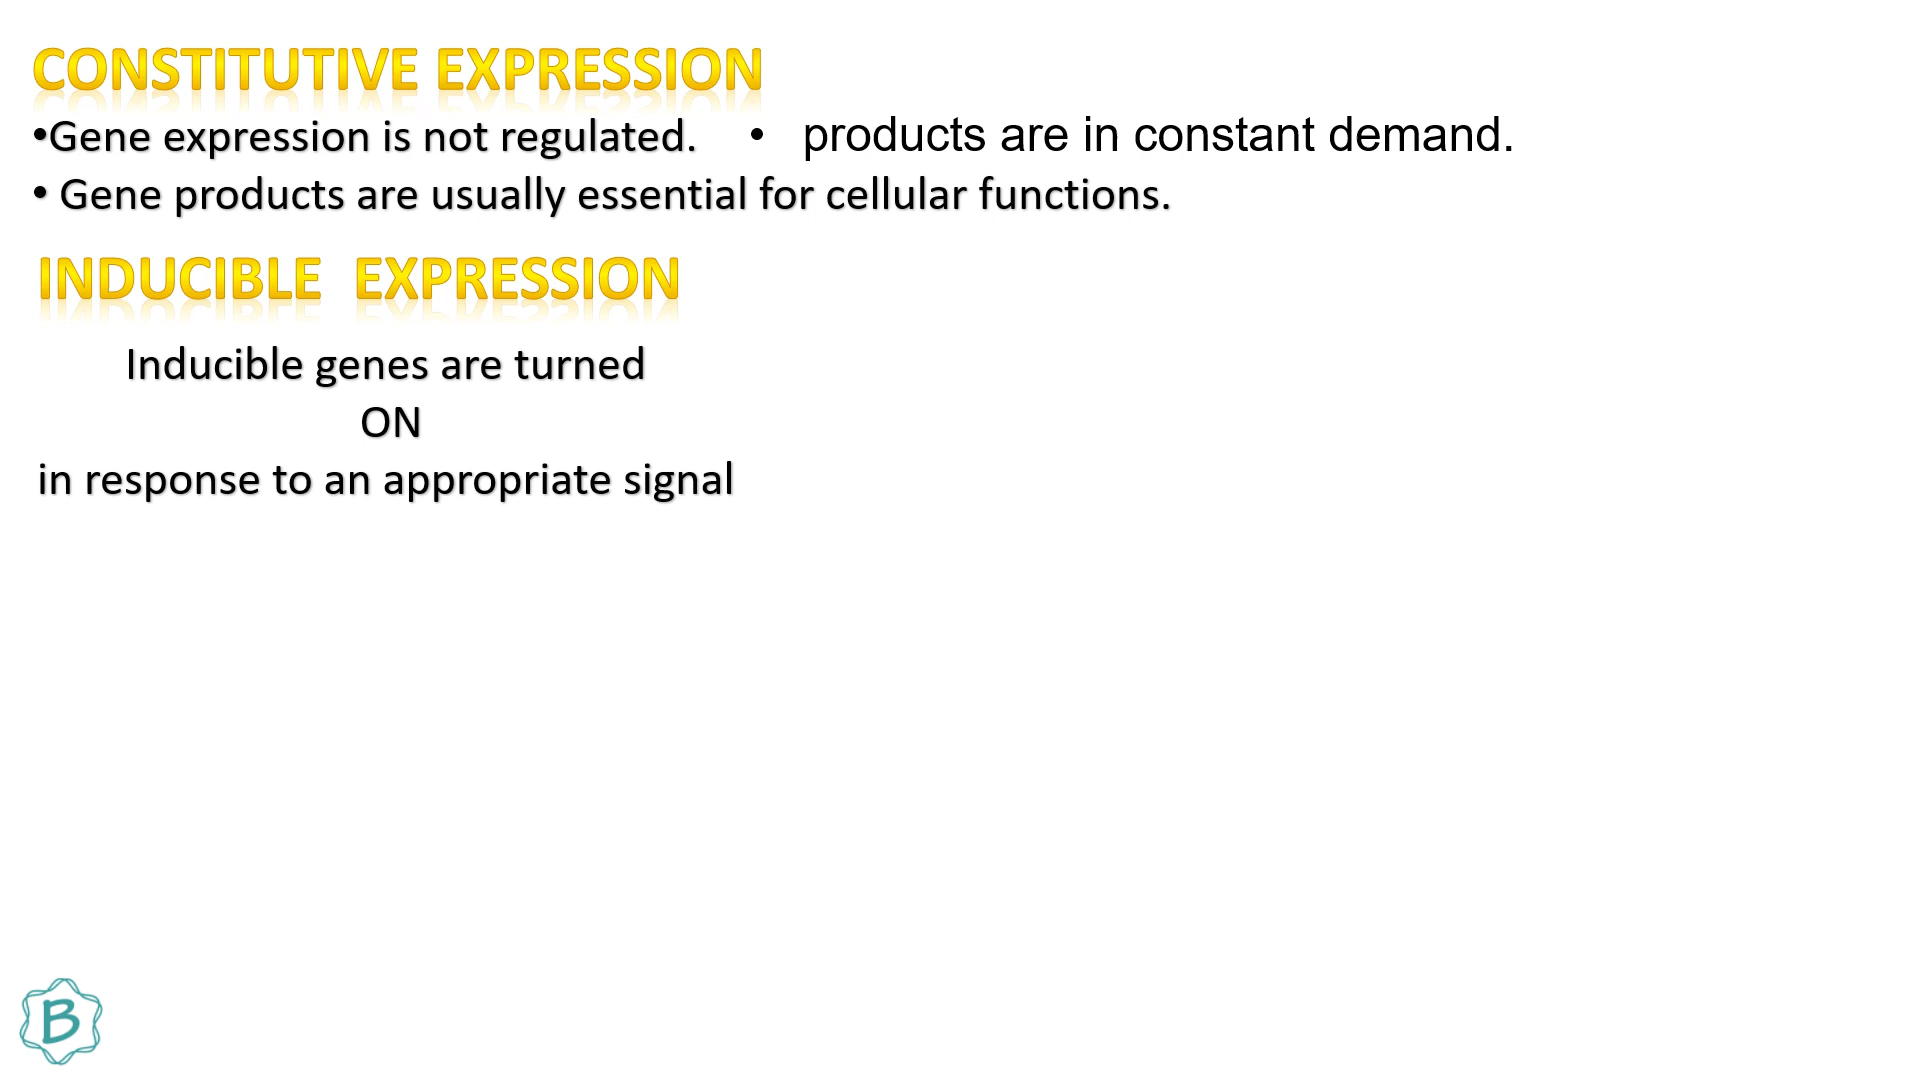 CONSTITUTIVE EXPRESSION
•Gene expression is not regulated. • products are in constant demand.
• Gene products are usually essential for cellular functions.
INDUCIBLE EXPRESSION
Inducible genes are turned
ON
in response to an appropriate signal
B